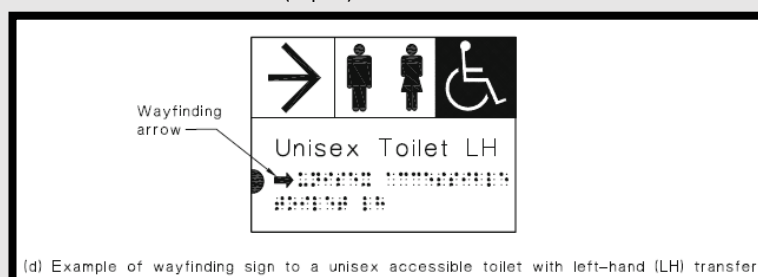 Wayfinding
arrow
Unisex Toilet LH
(d) Example of wayfinding sign to a unisex accessible toilet with left-hand (LH) transfer